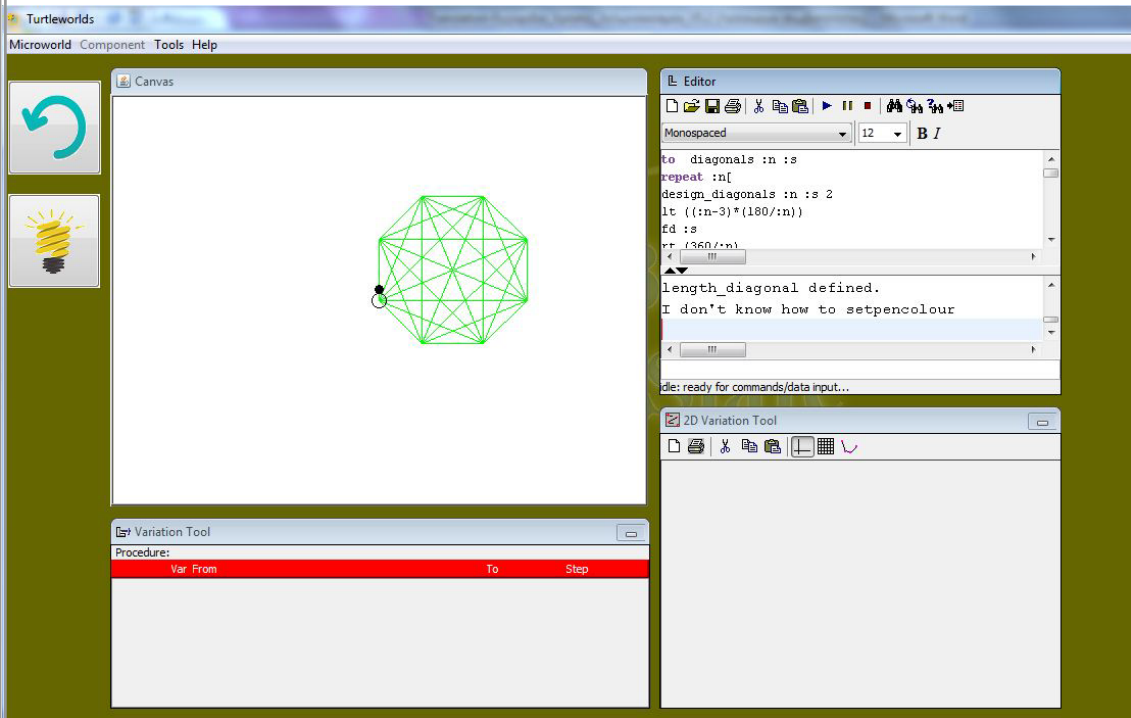 Turtleworlds
Microworld Component Tools Help
Canvas
Editor
Monospaced 12 B I
to diagonals :n :s
repeat :n[
design_diagonals :n :s 2
lt ((:n-3)*(180/:n))
fd :s
rt (360/:n)
length_diagonal defined.
I don't know how to setpencolour
idle: ready for commands/data input...
2D Variation Tool
Variation Tool
Procedure:
Var From To Step